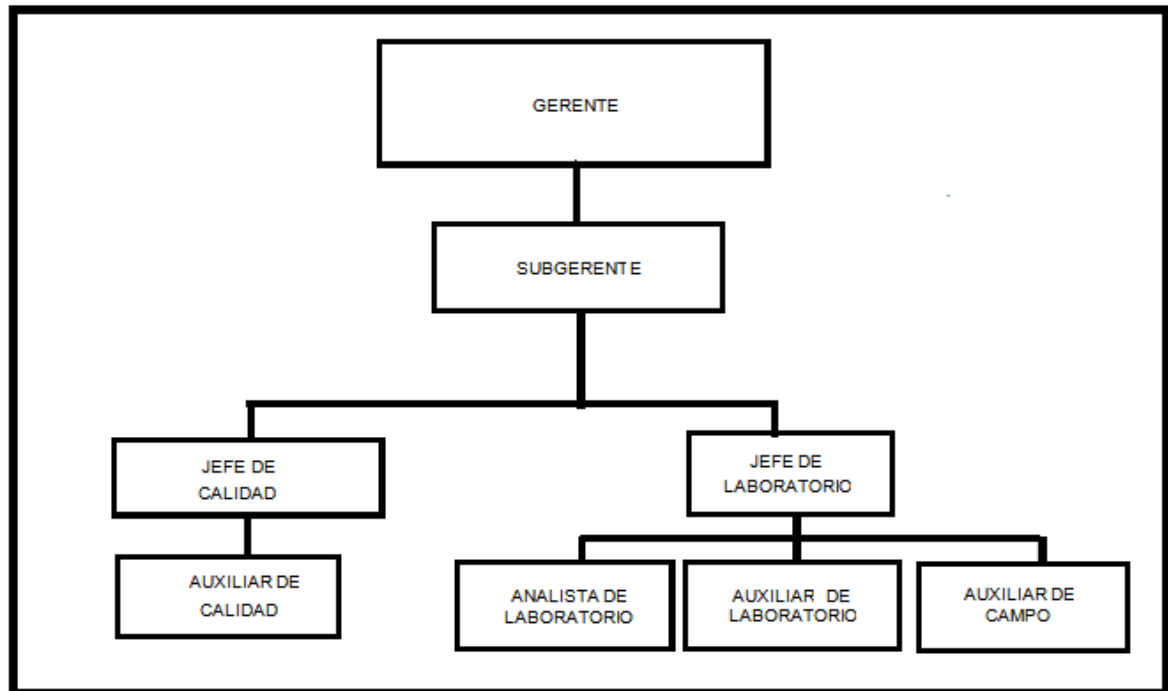 GERENTE
SUBGERENTE
JEFE DE
CALIDAD
JEFE DE
LABORATORIO
AUXILIAR DE
CALIDAD
ANALISTA DE
LABORATORIO
AUXILIAR DE
LABORATORIO
AUXILIAR DE
CAMPO